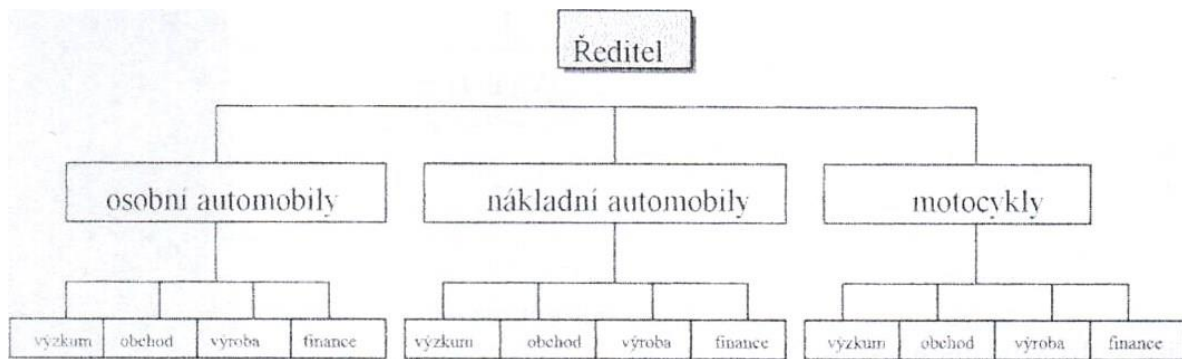 Ředitel
osobní automobily
nákladní automobily
motocykly
výzkum obchod výroba finance
výzkum obchod výroba finance
výzkum obchod výroba finance